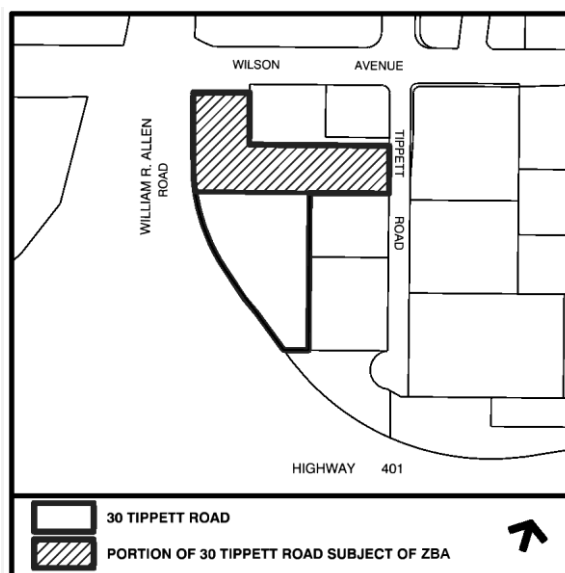 WILSON AVENUE
WILLIAM R. ALLEN
ROAD
TIPPETT
ROAD
HIGHWAY 401
30 TIPPETT ROAD
PORTION OF 30 TIPPETT ROAD SUBJECT OF ZBA